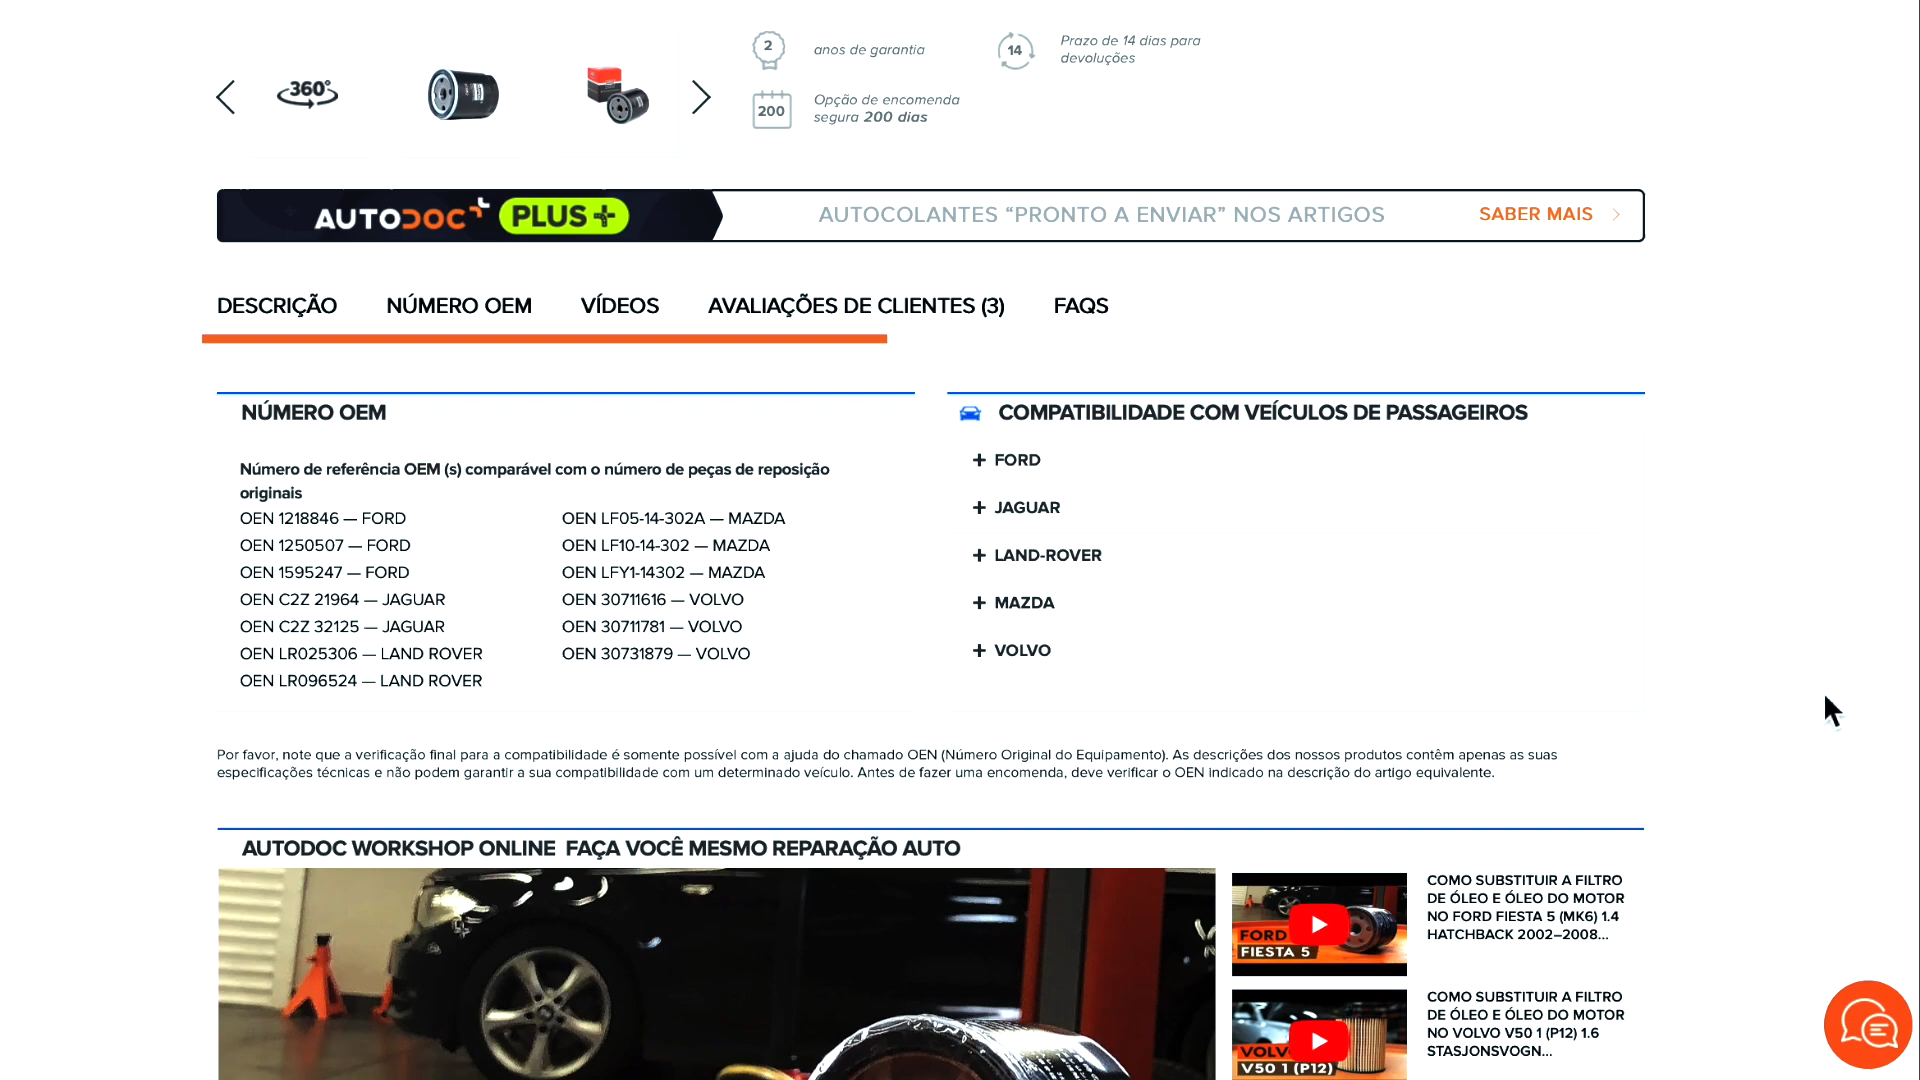 360°
2
anos de garantia
14
Prazo de 14 dias para
devoluções
200
Opção de encomenda
segura 200 dias
AUTODOC PLUS+
AUTOCOLANTES “PRONTO A ENVIAR” NOS ARTIGOS
SABER MAIS
DESCRIÇÃO
NÚMERO OEM
VÍDEOS
AVALIAÇÕES DE CLIENTES (3)
FAQS
NÚMERO OEM
Número de referência OEM (s) comparável com o número de peças de reposição
originais
OEN 1218846 — FORD
OEN 1250507 — FORD
OEN 1595247 — FORD
OEN C2Z 21964 — JAGUAR
OEN C2Z 32125 — JAGUAR
OEN LR025306 — LAND ROVER
OEN LR096524 — LAND ROVER
OEN LF05-14-302A — MAZDA
OEN LF10-14-302 — MAZDA
OEN LFY1-14302 — MAZDA
OEN 30711616 — VOLVO
OEN 30711781 — VOLVO
OEN 30731879 — VOLVO
COMPATIBILIDADE COM VEÍCULOS DE PASSAGEIROS
+ FORD
+ JAGUAR
+ LAND-ROVER
+ MAZDA
+ VOLVO
Por favor, note que a verificação final para a compatibilidade é somente possível com a ajuda do chamado OEN (Número Original do Equipamento). As descrições dos nossos produtos contêm apenas as suas
especificações técnicas e não podem garantir a sua compatibilidade com um determinado veículo. Antes de fazer uma encomenda, deve verificar o OEN indicado na descrição do artigo equivalente.
AUTODOC WORKSHOP ONLINE FAÇA VOCÊ MESMO REPARAÇÃO AUTO
FORD
FIESTA 5
COMO SUBSTITUIR A FILTRO
DE ÓLEO E ÓLEO DO MOTOR
NO FORD FIESTA 5 (MK6) 1.4
HATCHBACK 2002–2008...
VOLVO
V50 1 (P12)
COMO SUBSTITUIR A FILTRO
DE ÓLEO E ÓLEO DO MOTOR
NO VOLVO V50 1 (P12) 1.6
STASJONSVOGN...